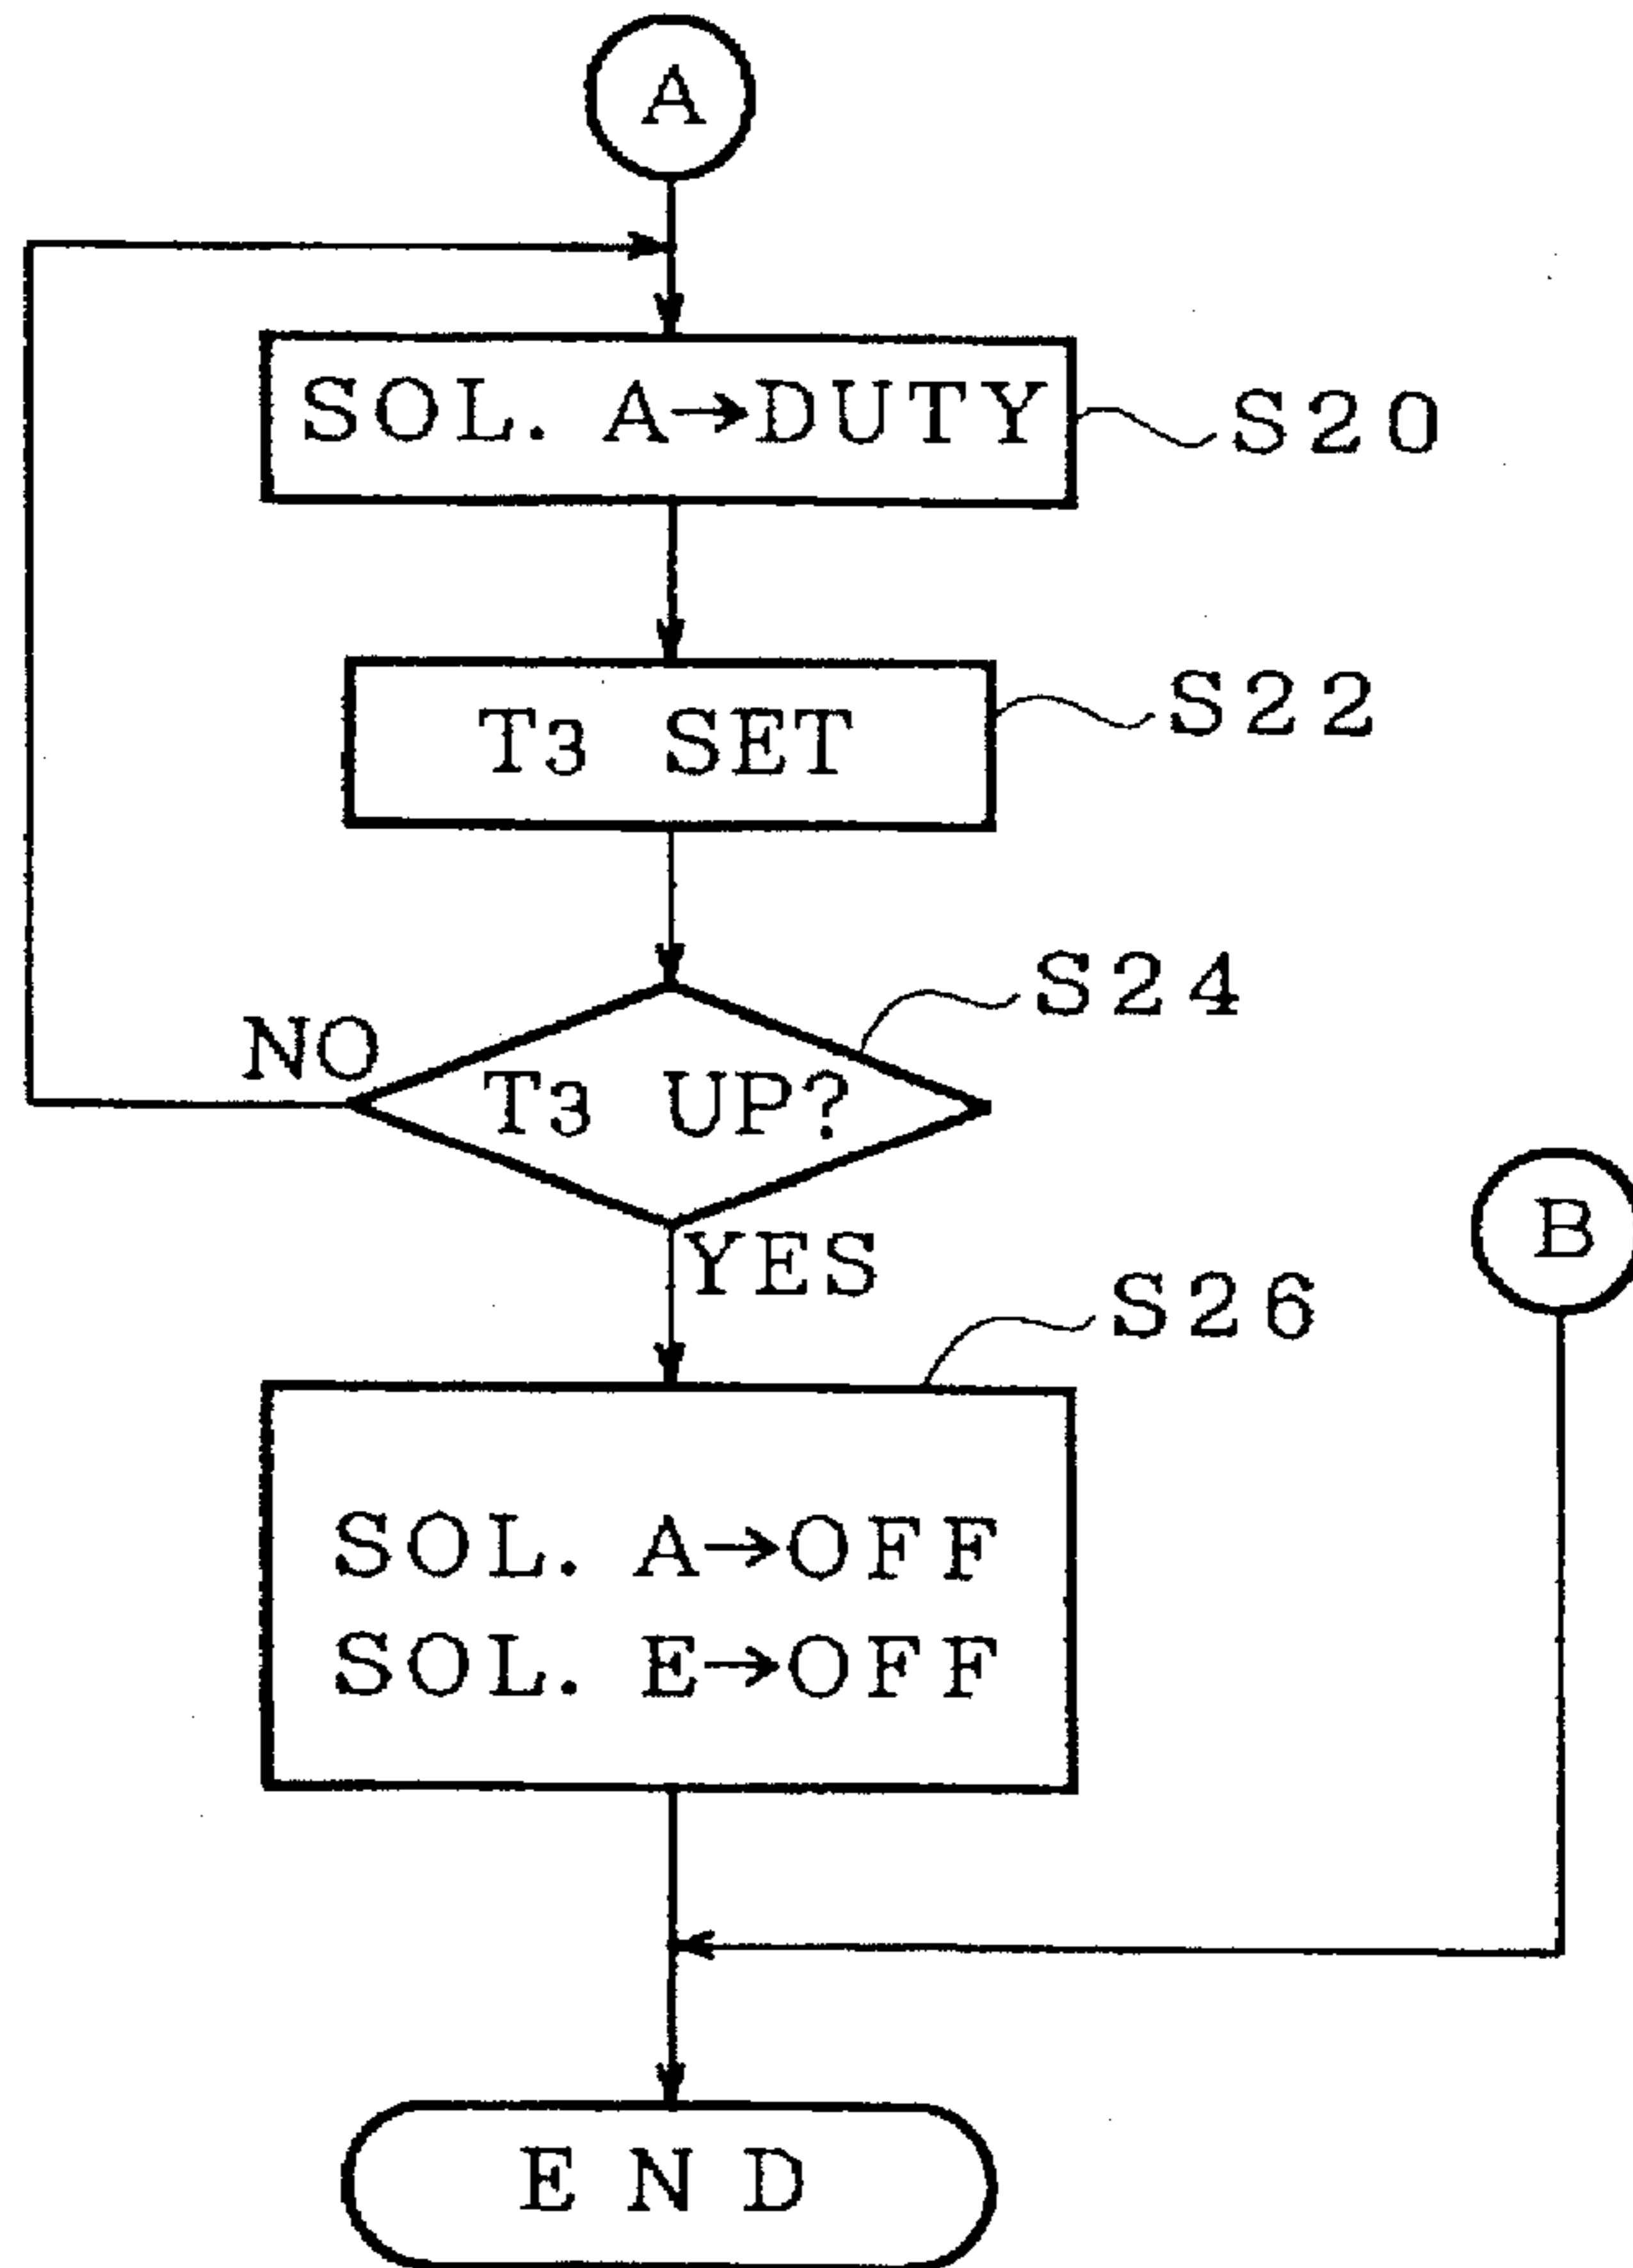 A
SOL. A→DUTY
S20
T3 SET
S22
S24
NO
T3 UP?
YES
B
S26
SOL. A→OFF
SOL. E→OFF
END